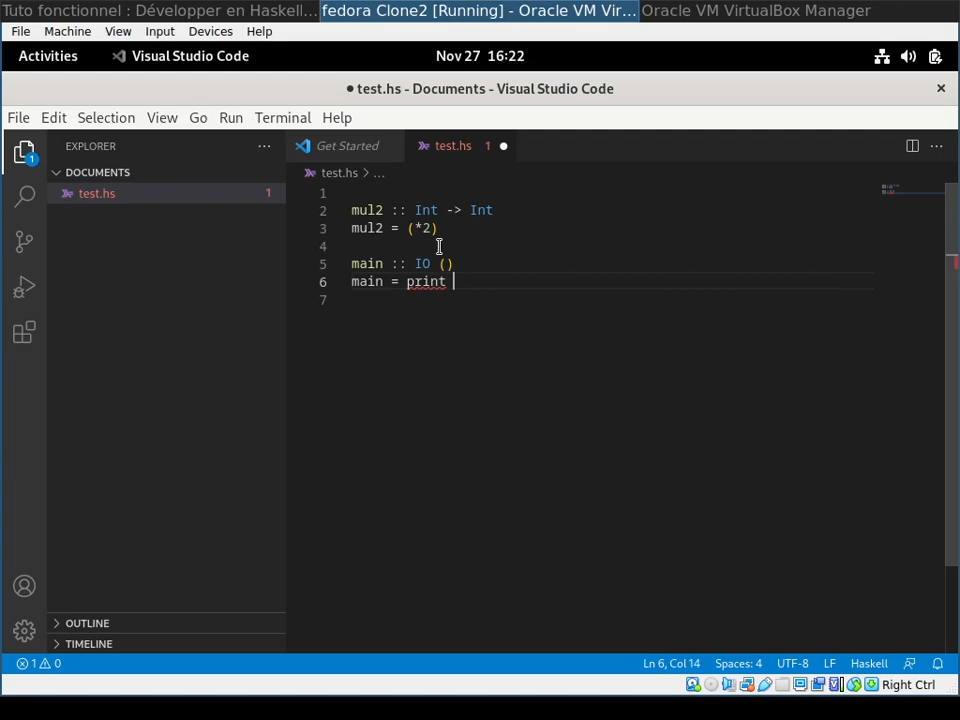 Tuto fonctionnel : Développer en Haskell... fedora Clone2 [Running] - Oracle VM Vir... Oracle VM VirtualBox Manager
File Machine View Input Devices Help
Activities Visual Studio Code Nov 27 16:22
● test.hs - Documents - Visual Studio Code ×
File Edit Selection View Go Run Terminal Help
EXPLORER ... Get Started test.hs 1 ●
1
DOCUMENTS test.hs > ...
test.hs 1
1
2 mul2 :: Int -> Int
3 mul2 = (*2)
4
5 main :: IO ()
6 main = print
7
OUTLINE
TIMELINE
1 0 Ln 6, Col 14 Spaces: 4 UTF-8 LF Haskell
Right Ctrl